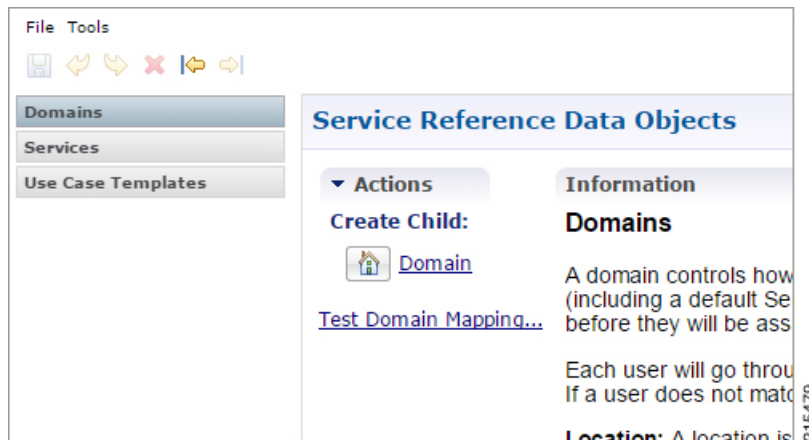 File Tools
Domains
Services
Use Case Templates
Service Reference Data Objects
Actions
Create Child:
Domain
Test Domain Mapping...
Information
Domains
A domain controls how
(including a default Se
before they will be ass
Each user will go throu
If a user does not matc
Location: A location is